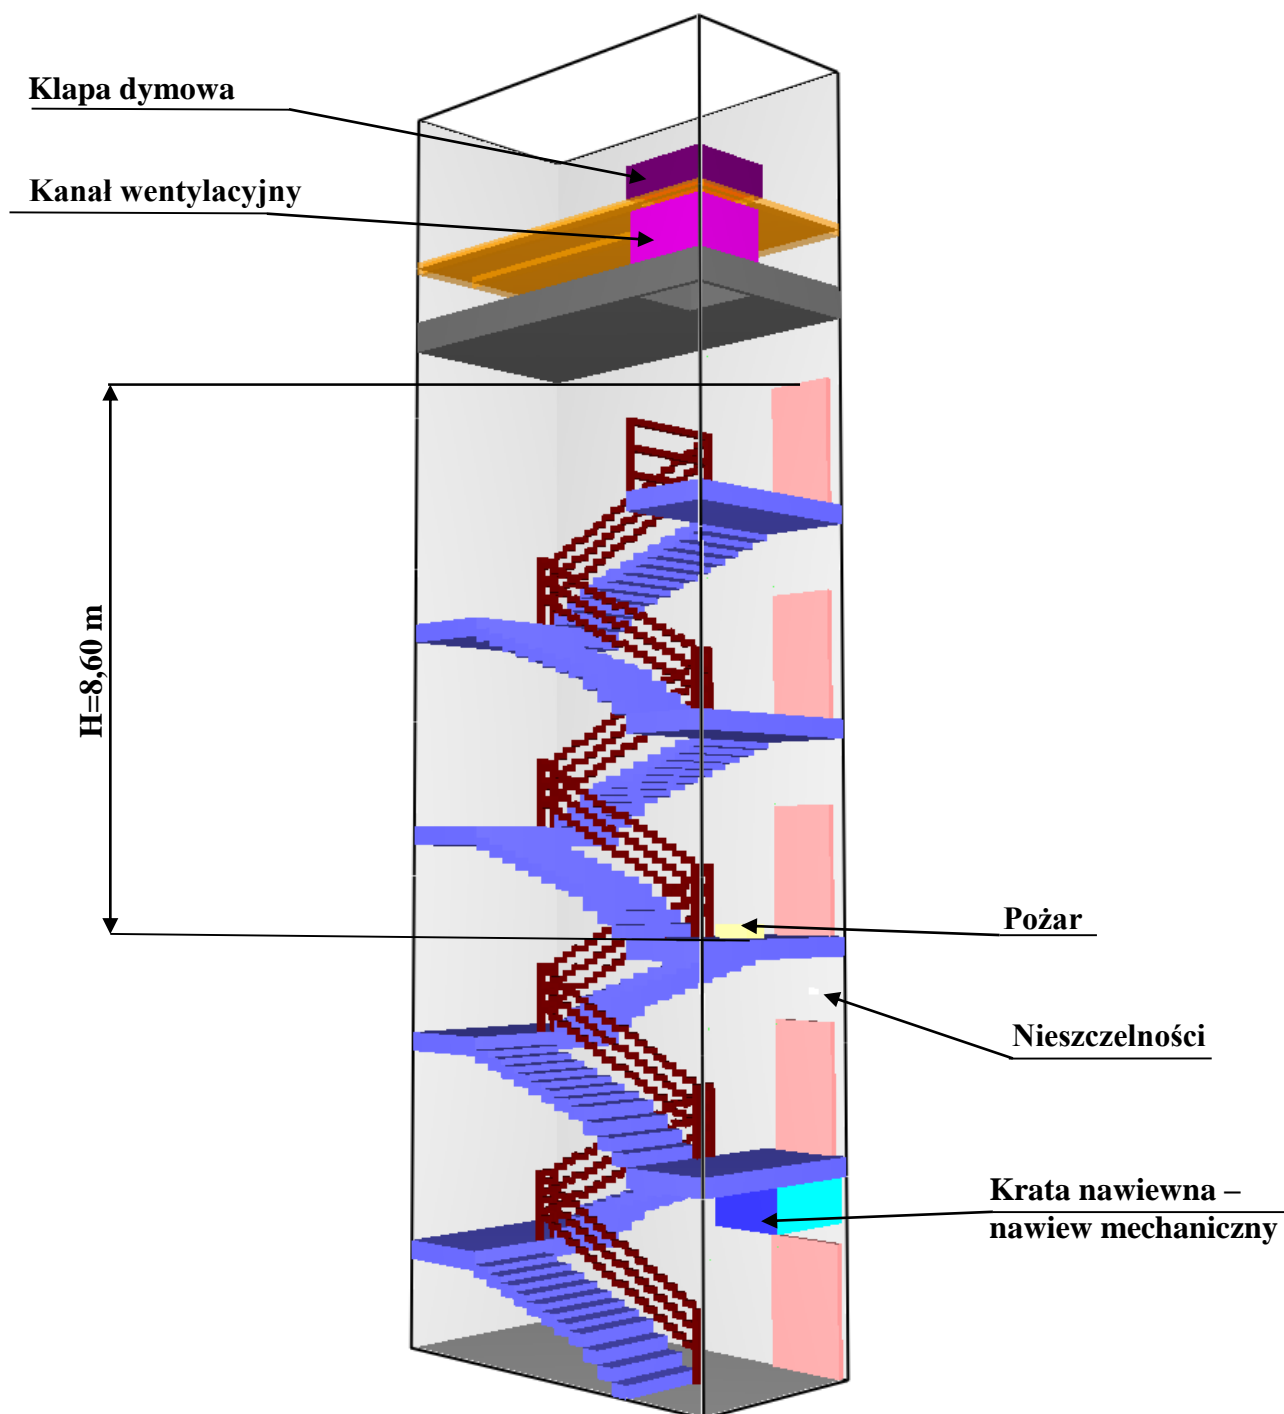 Klapa dymowa
Kanał wentylacyjny
H=8,60 m
Pożar
Nieszczelności
Krata nawiewna –
nawiew mechaniczny